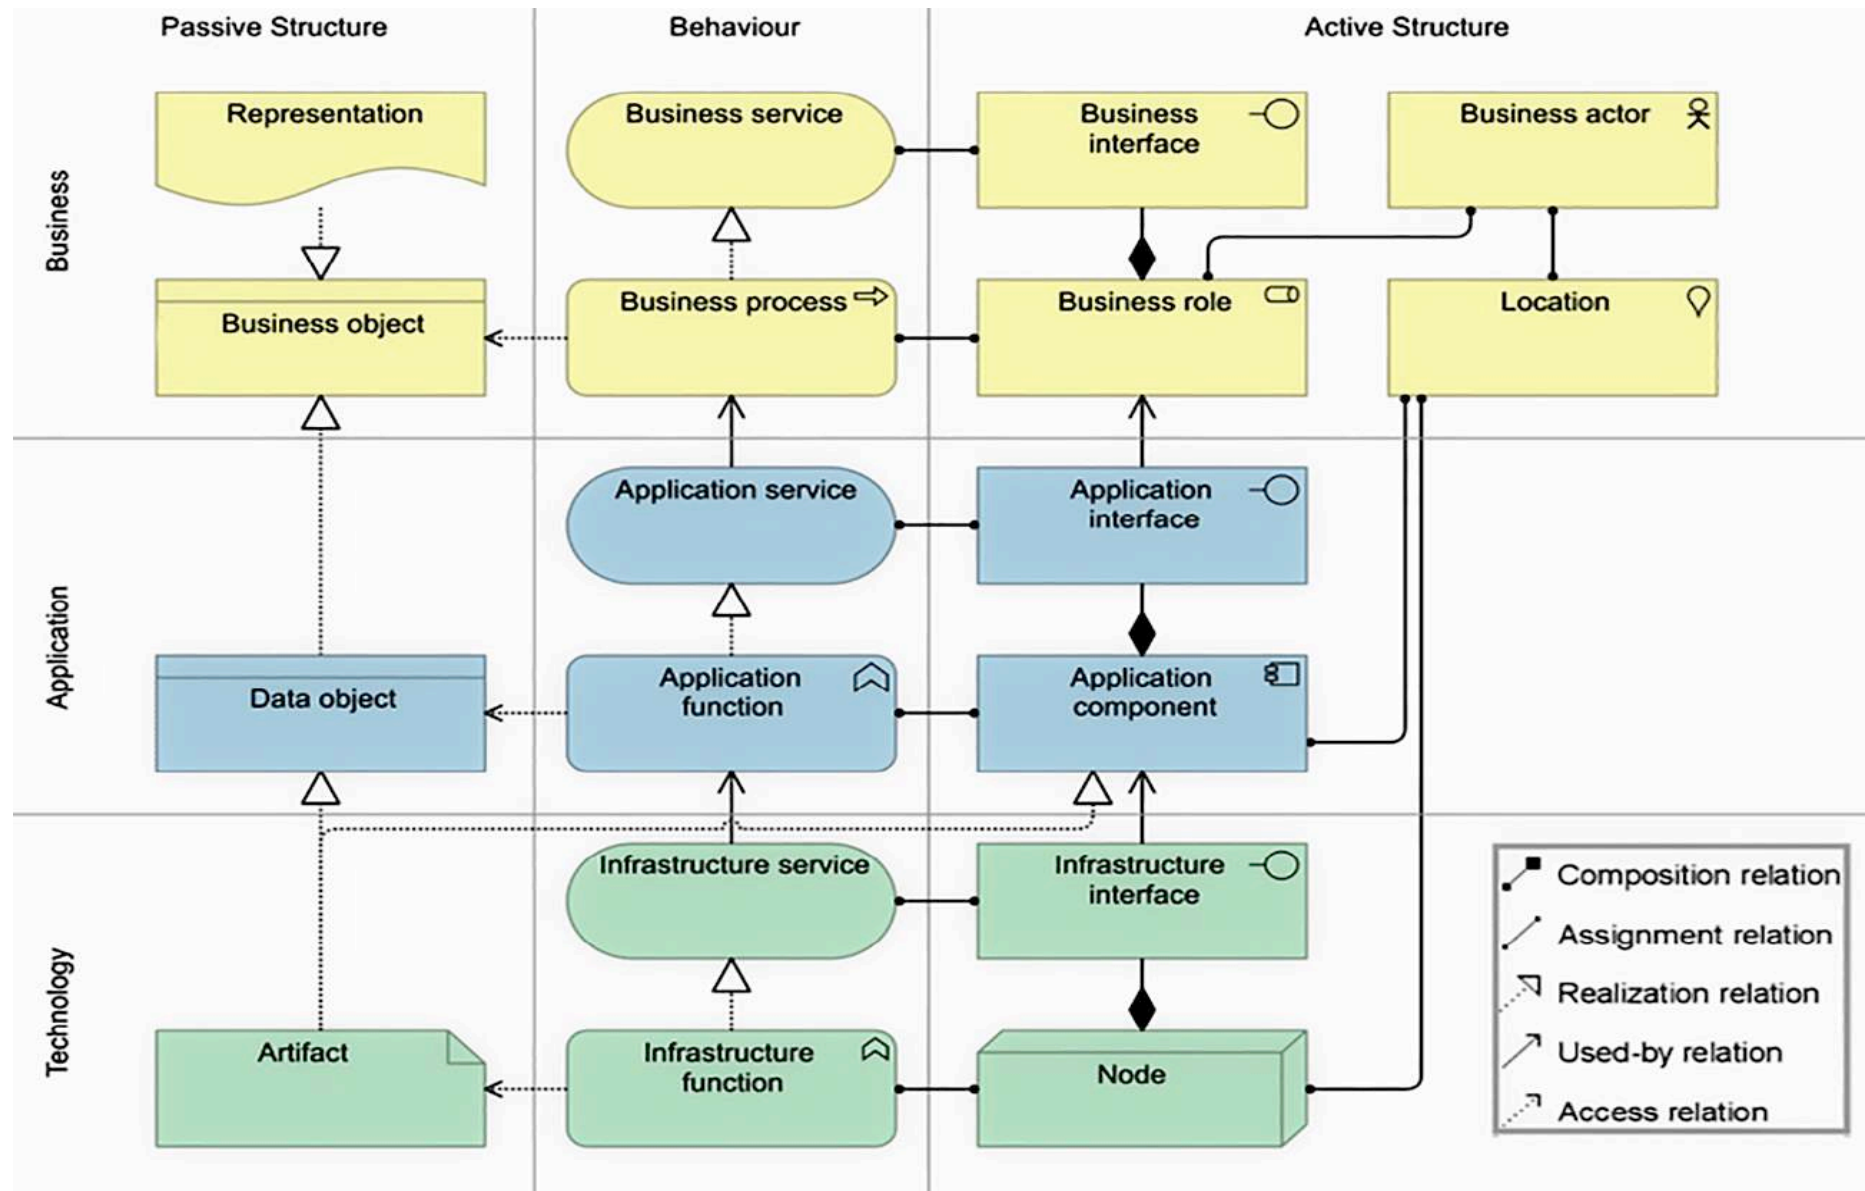 Passive Structure
Behaviour
Active Structure
Business
Representation
Business service
Business
interface
Business actor
Business object
Business process
Business role
Location
Application
Application service
Application
interface
Data object
Application
function
Application
component
Technology
Infrastructure service
Infrastructure
interface
Artifact
Infrastructure
function
Node
Composition relation
Assignment relation
Realization relation
Used-by relation
Access relation